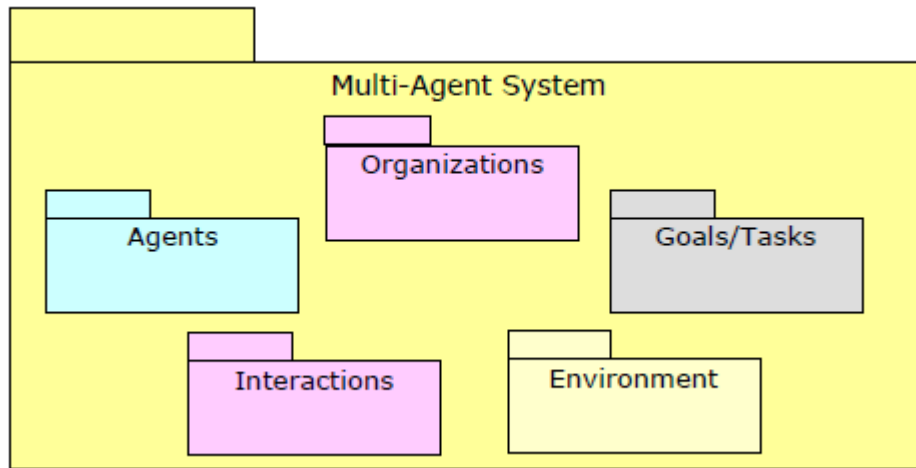 Multi-Agent System
Organizations
Agents
Goals/Tasks
Interactions
Environment